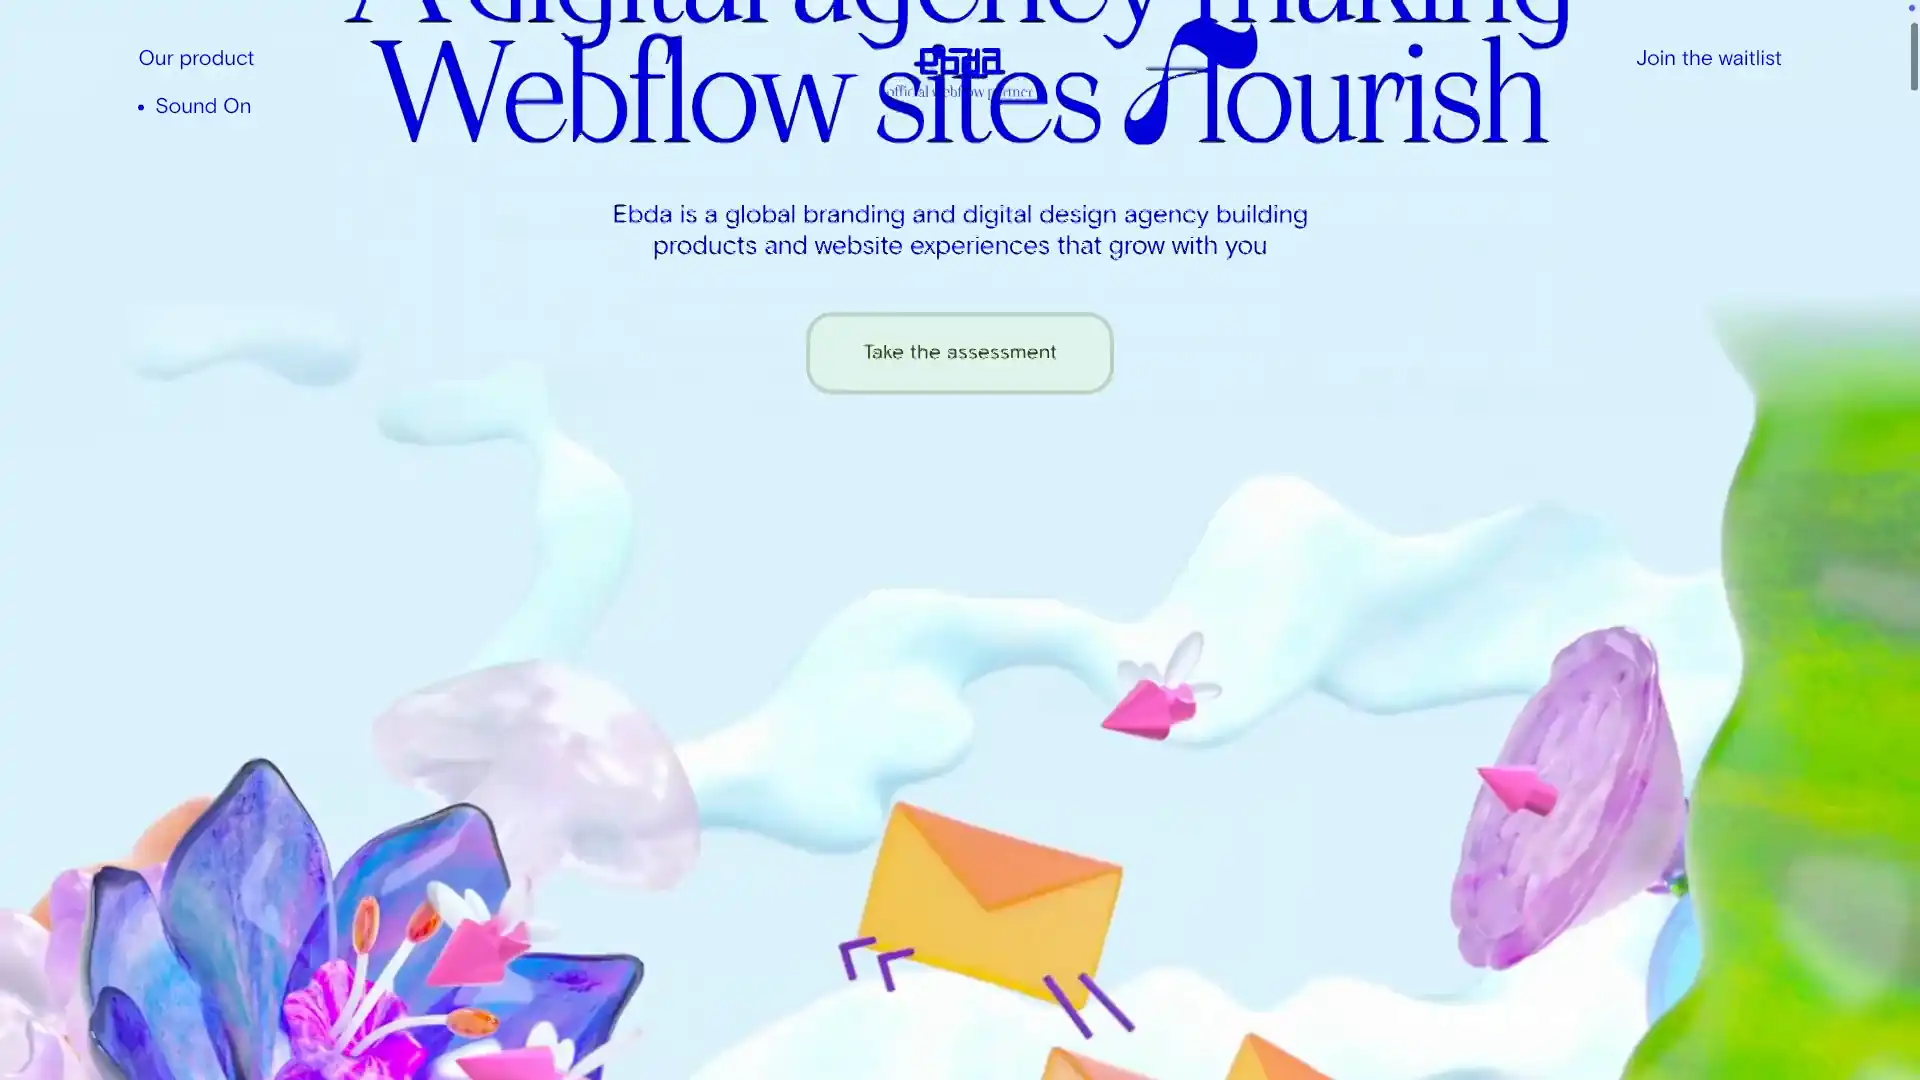 A digital agency making
Our product
ebda
Join the waitlist
Webflow sites flourish
official webflow partner
Sound On
Ebda is a global branding and digital design agency building
products and website experiences that grow with you
Take the assessment